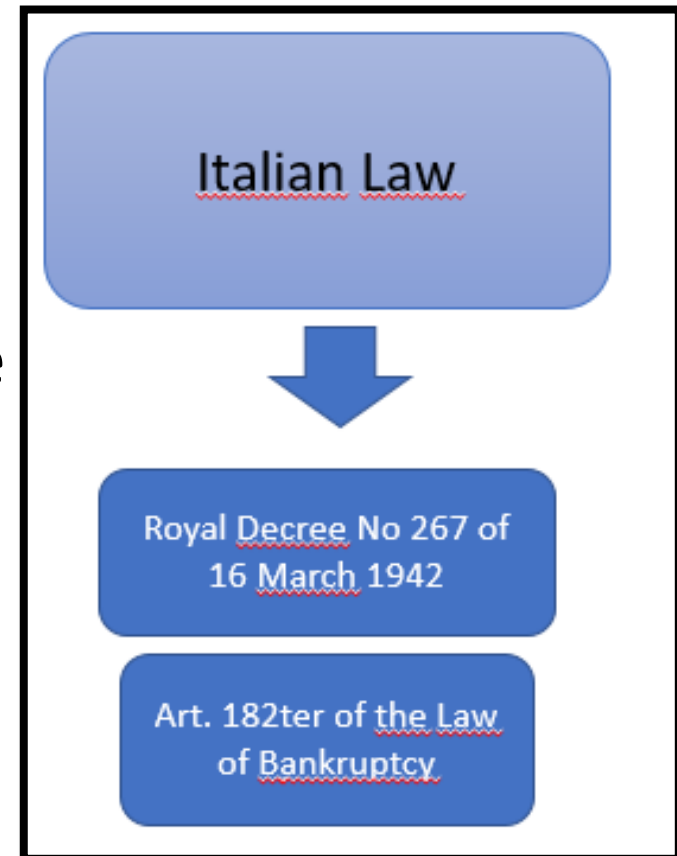 Italian Law
e
Royal Decree No 267 of
16 March 1942
Art. 182ter of the Law
of Bankruptcy